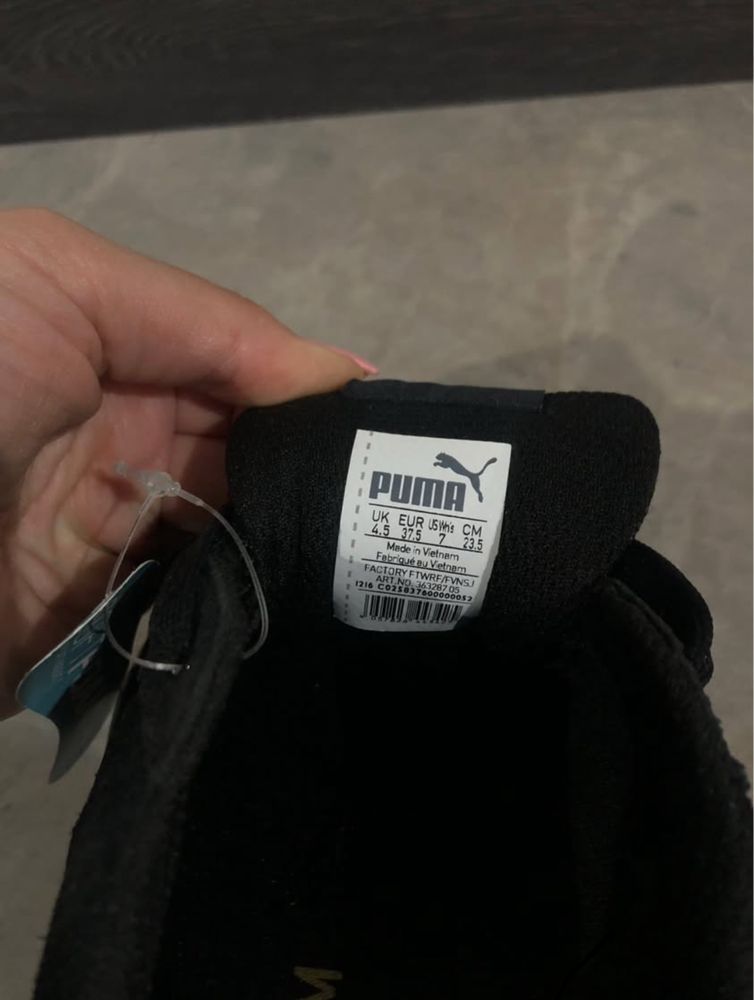 PUMA
UK EUR US Wn's CM
4.5 37.5 7 23.5
Made in Vietnam
Fabriqué au Vietnam
FACTORY FTWRF/FVNSJ
ART.NO. 363287 05
1216 C02583760000052